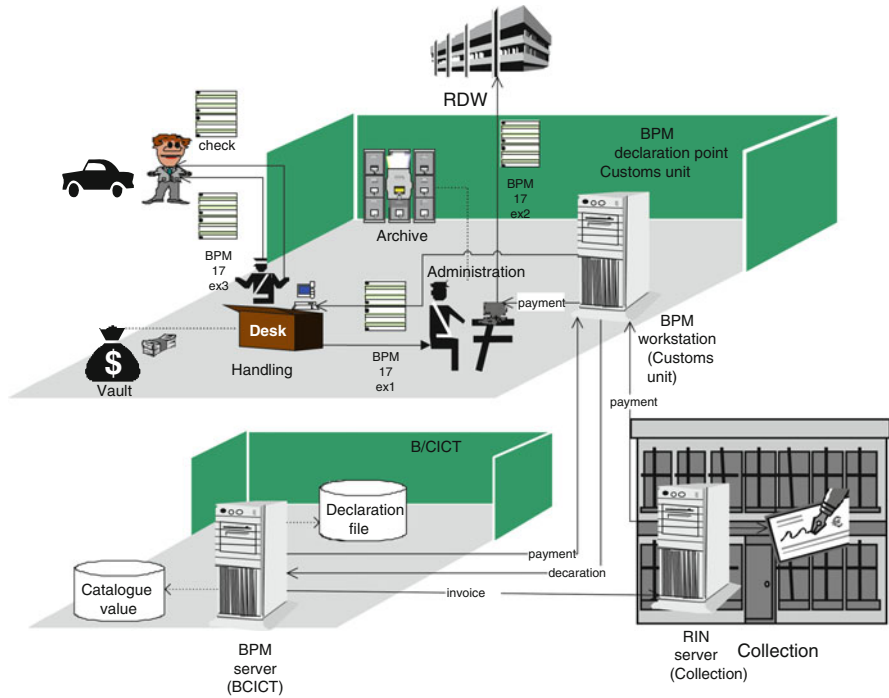 RDW
check
BPM
declaration point
Customs unit
BPM
17
ex2
BPM
17
ex3
Archive
Administration
payment
Desk
$
Vault
Handling
BPM
17
ex1
BPM
workstation
(Customs
unit)
payment
B/CICT
Declaration
file
€
payment
decaration
Catalogue
value
invoice
BPM
server
(BCICT)
RIN
server
(Collection)
Collection